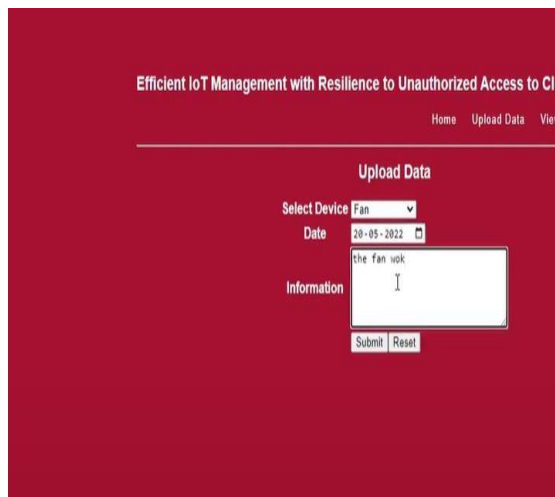 Efficient IoT Management with Resilience to Unauthorized Access to Cl
Home Upload Data Vie
Upload Data
Select Device Fan
Date 20-05-2022
the fan wok
Information
Submit Reset